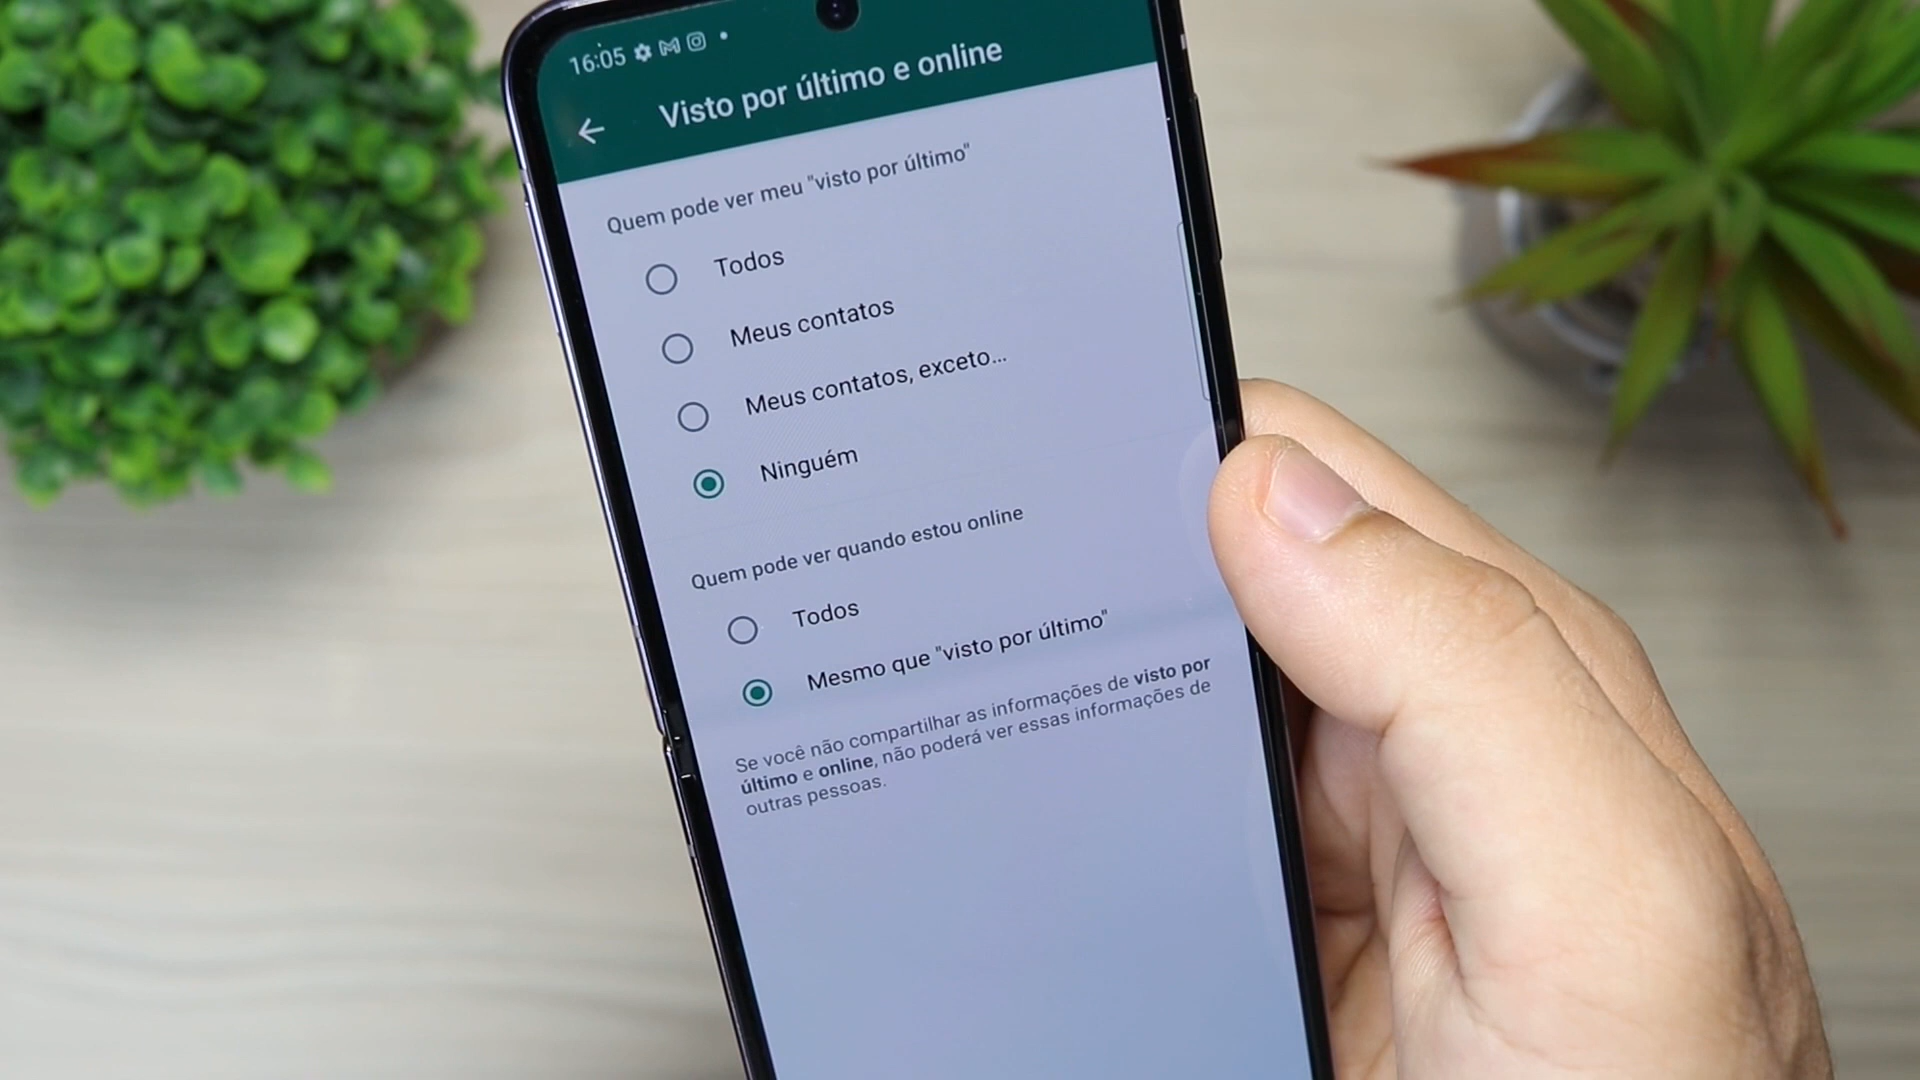 16:05
Visto por último e online
Quem pode ver meu "visto por último"
Todos
Meus contatos
Meus contatos, exceto...
Ninguém
Quem pode ver quando estou online
Todos
Mesmo que "visto por último"
Se você não compartilhar as informações de visto por
último e online, não poderá ver essas informações de
outras pessoas.